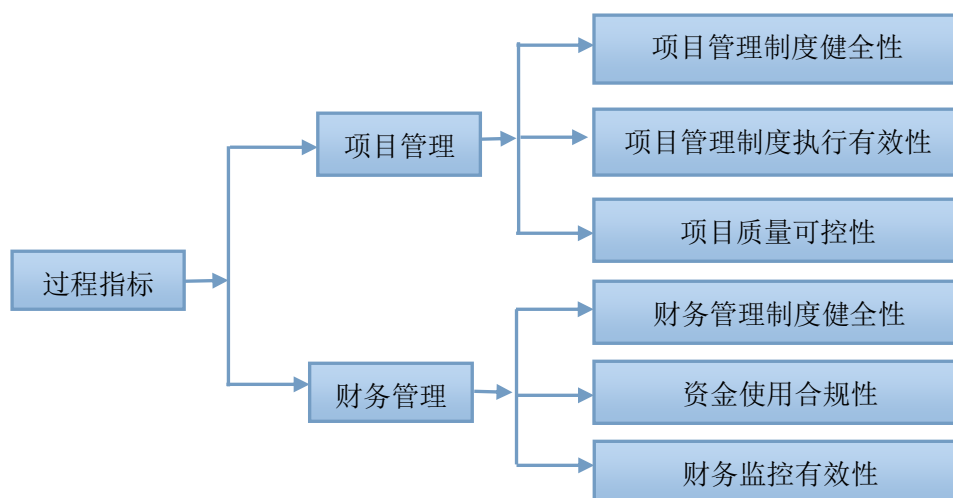 过程指标
项目管理
项目管理制度健全性
项目管理制度执行有效性
项目质量可控性
财务管理
财务管理制度健全性
资金使用合规性
财务监控有效性